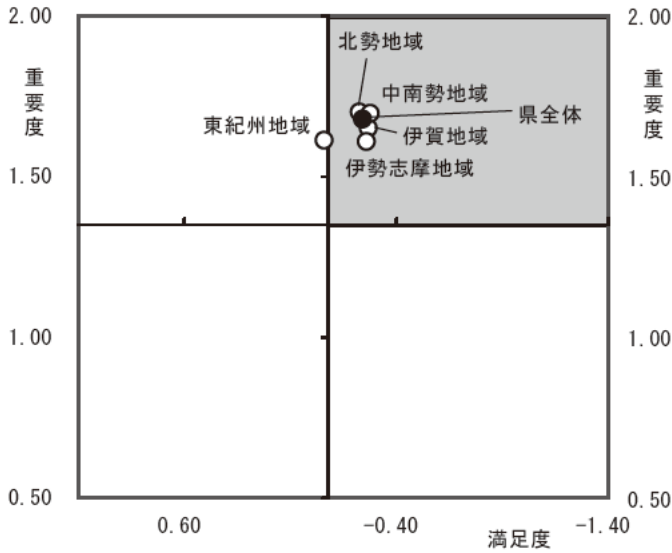 2.00
2.00
重要度
重要度
北勢地域
中南勢地域
県全体
東紀州地域
伊賀地域
伊勢志摩地域
1.50
1.50
1.00
1.00
0.50
0.50
0.60
-0.40
-1.40
満足度